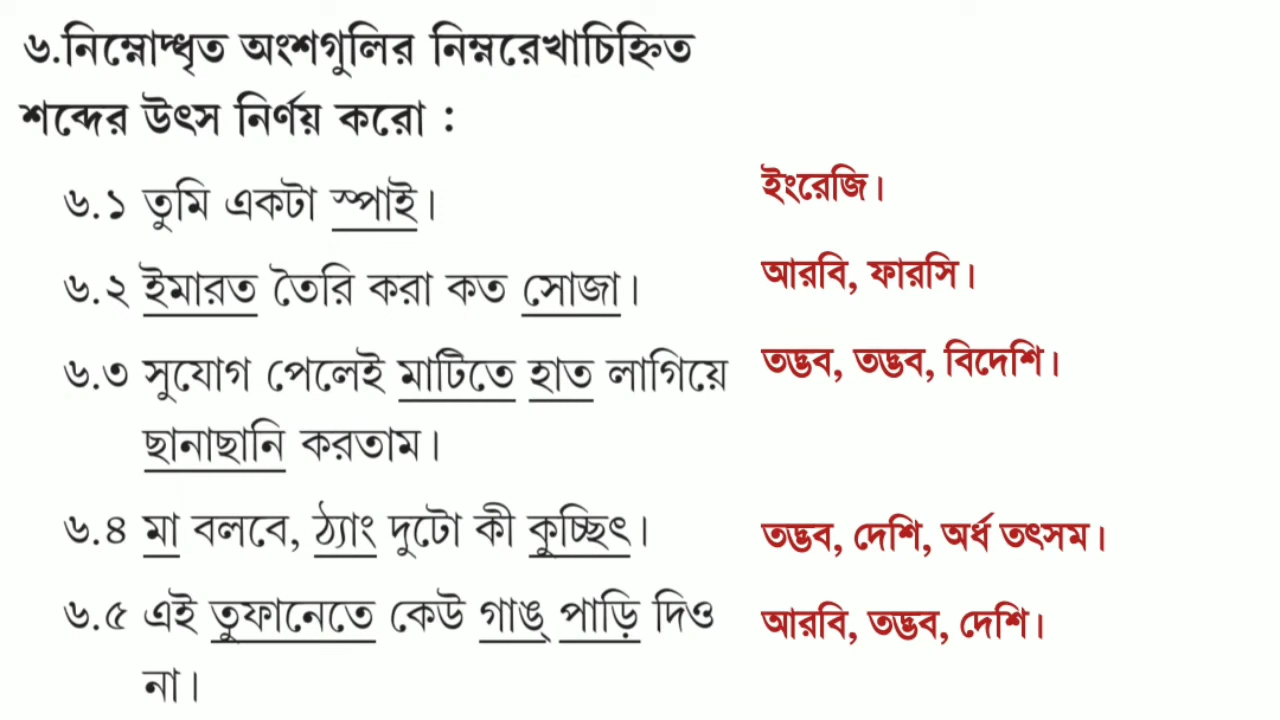 ৬.নিম্নোদ্ধৃত অংশগুলির নিম্নরেখাচিহ্নিত
শব্দের উৎস নির্ণয় করো :
৬.১ তুমি একটা স্পাই। ইংরেজি।
৬.২ ইমারত তৈরি করা কত সোজা। আরবি, ফারসি।
৬.৩ সুযোগ পেলেই মাটিতে হাত লাগিয়ে তদ্ভব, তদ্ভব, বিদেশি।
ছানাছানি করতাম।
৬.৪ মা বলবে, ঠ্যাং দুটো কী কুচ্ছিৎ। তদ্ভব, দেশি, অর্ধ তৎসম।
৬.৫ এই তুফানেতে কেউ গাঙ্ পাড়ি দিও আরবি, তদ্ভব, দেশি।
না।